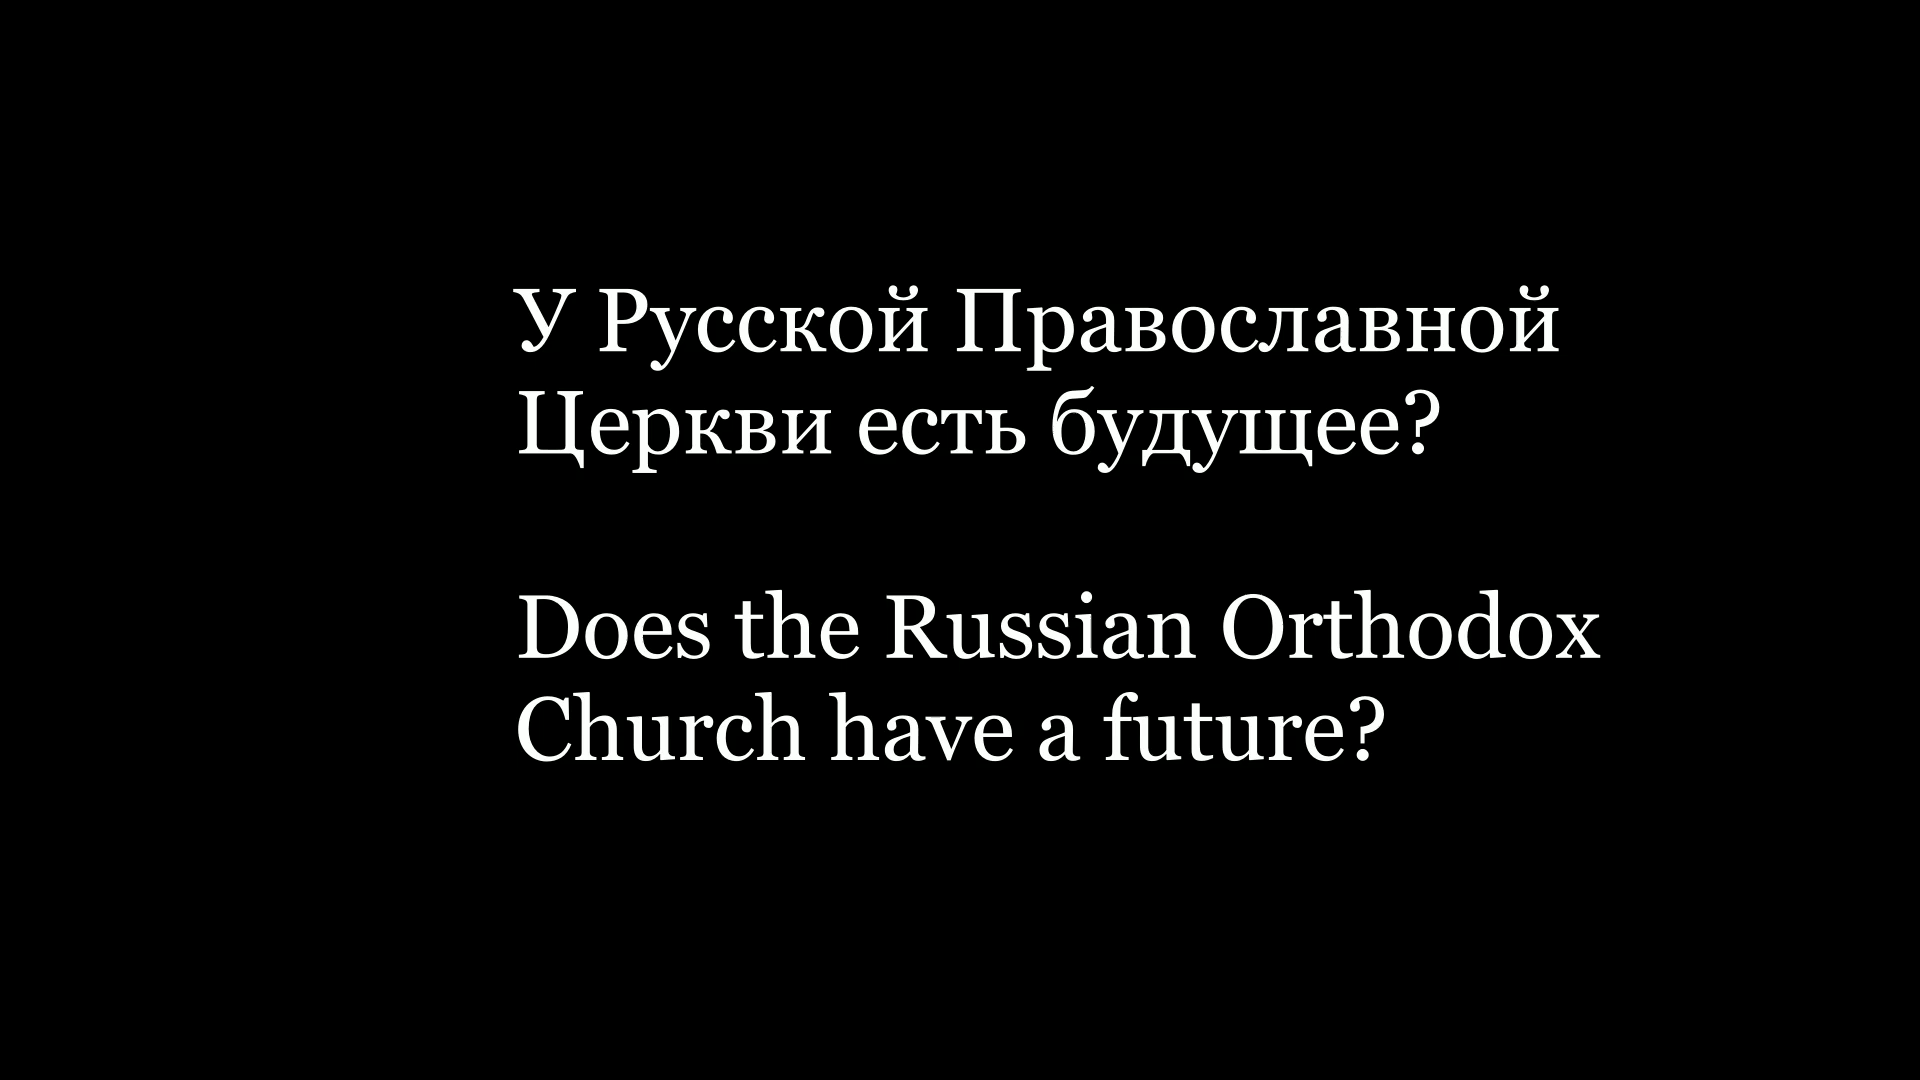 У Русской Православной
Церкви есть будущее?
Does the Russian Orthodox
Church have a future?